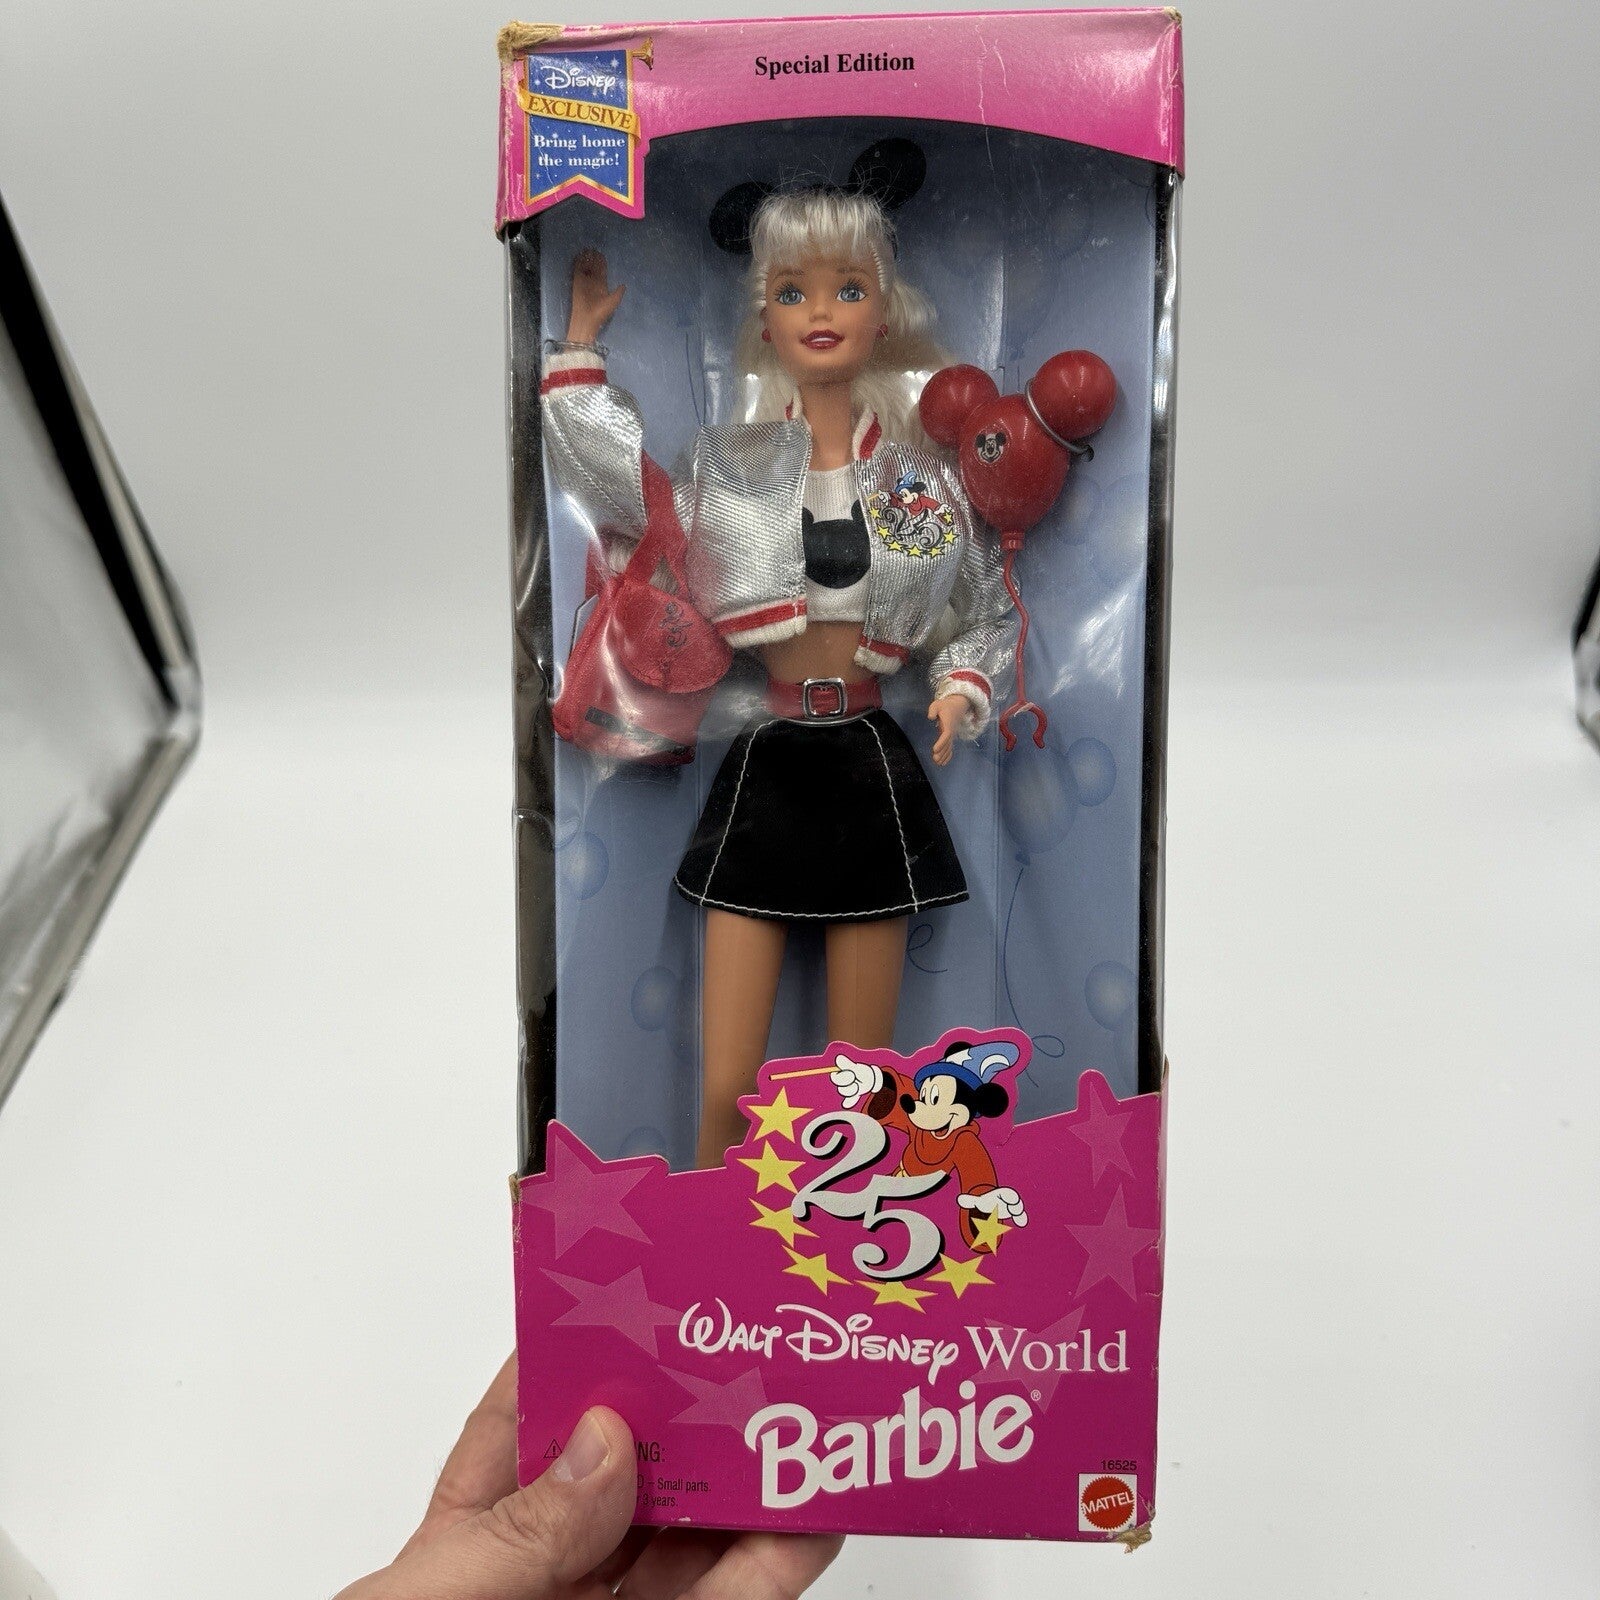 Special Edition
Disney
EXCLUSIVE
Bring home
the magic!
25
25
Walt Disney World
Barbie®
NG:
– Small parts.
3 years.
16525
MATTEL